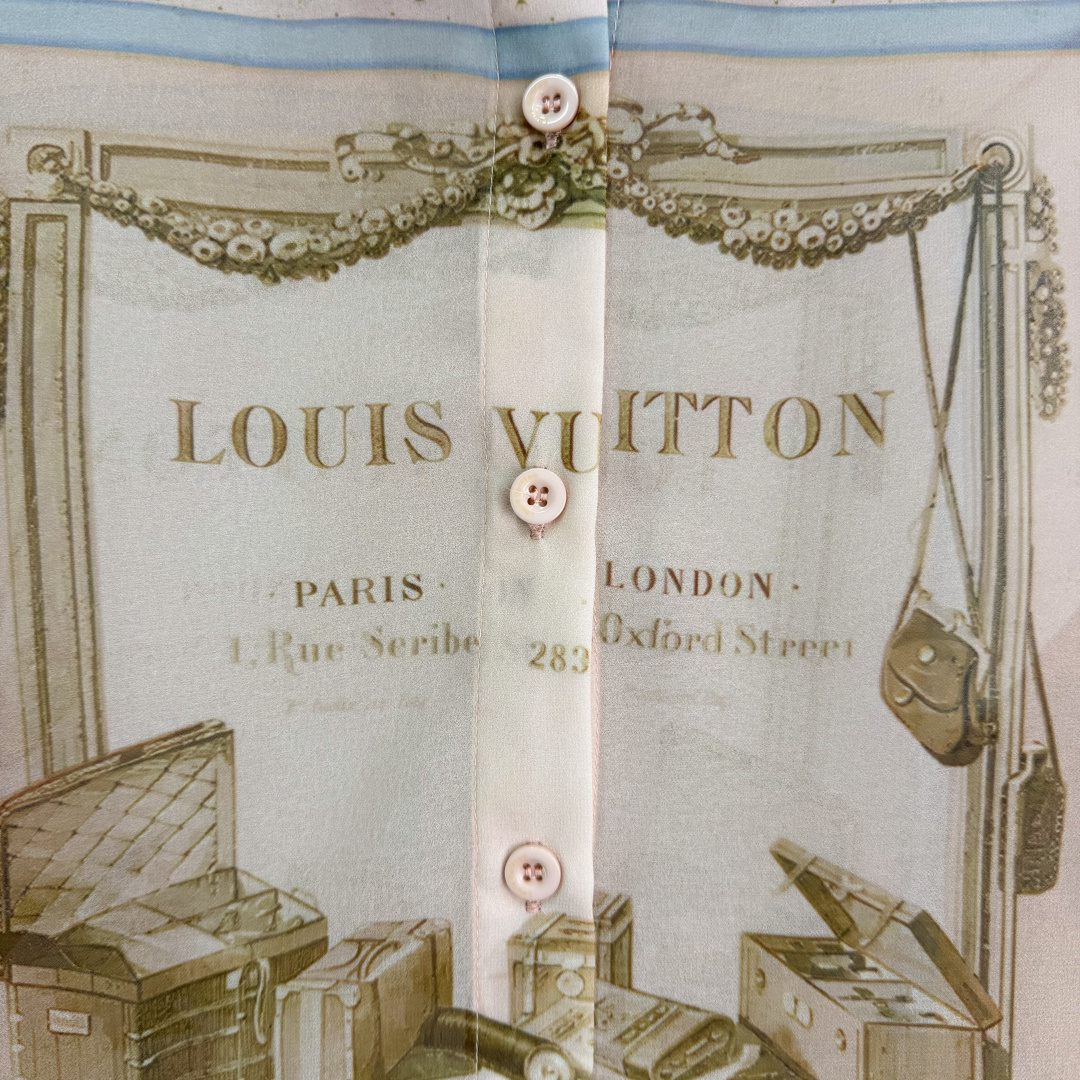 LOUIS VUITTON
· PARIS · LONDON ·
1, Rue Scribe 283 Oxford Street